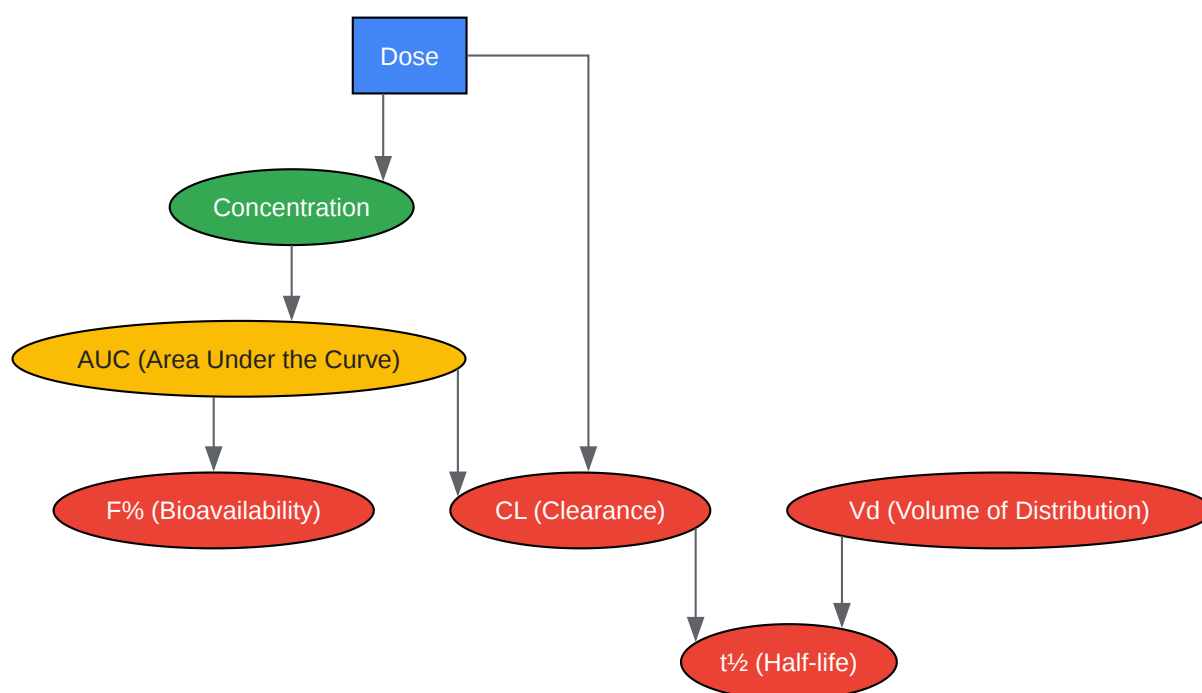 Dose
Concentration
AUC (Area Under the Curve)
F% (Bioavailability)
CL (Clearance)
Vd (Volume of Distribution)
t½ (Half-life)